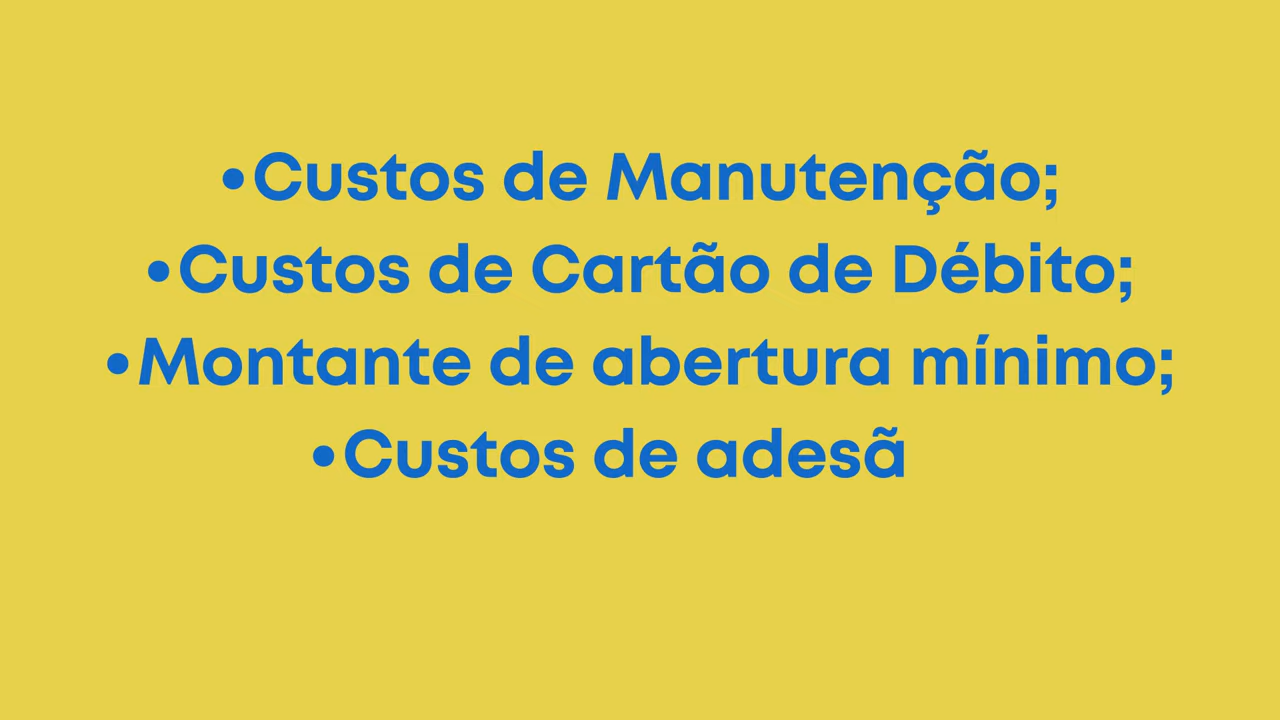 •Custos de Manutenção;
•Custos de Cartão de Débito;
•Montante de abertura mínimo;
•Custos de adesã